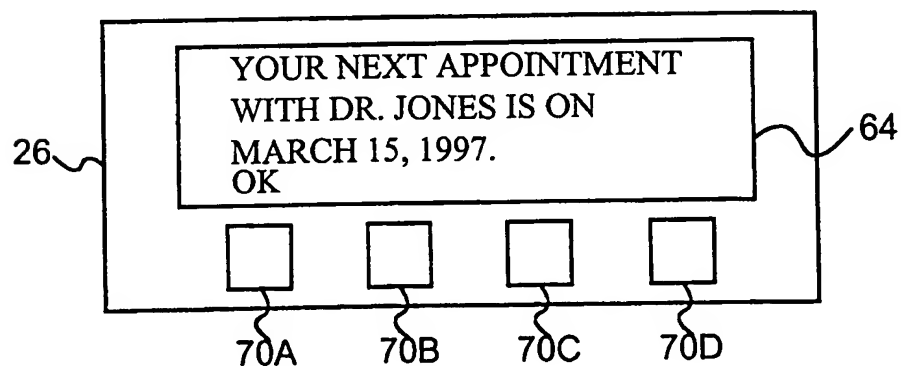 YOUR NEXT APPOINTMENT
WITH DR. JONES IS ON
MARCH 15, 1997.
OK
26
64
70A 70B 70C 70D